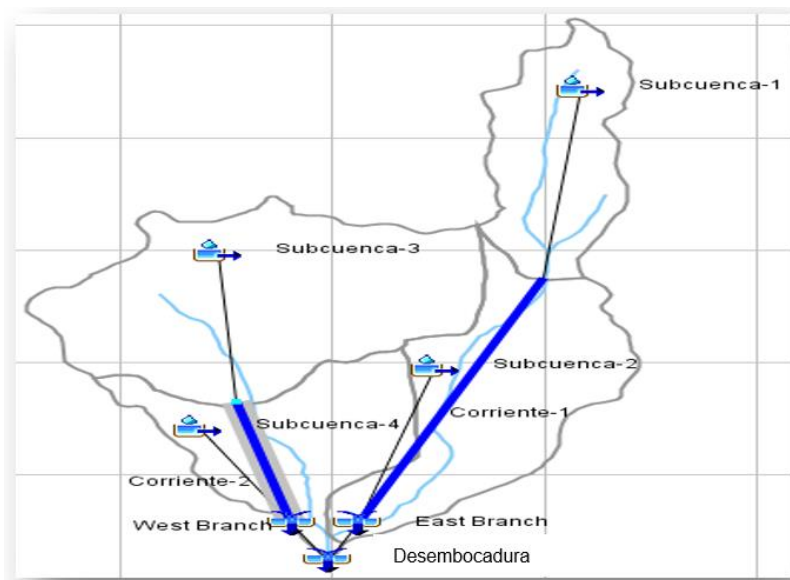 Subcuenca-1
Subcuenca-3
Subcuenca-2
Corriente-1
Subcuenca-4
Corriente-2
West Branch
East Branch
Desembocadura